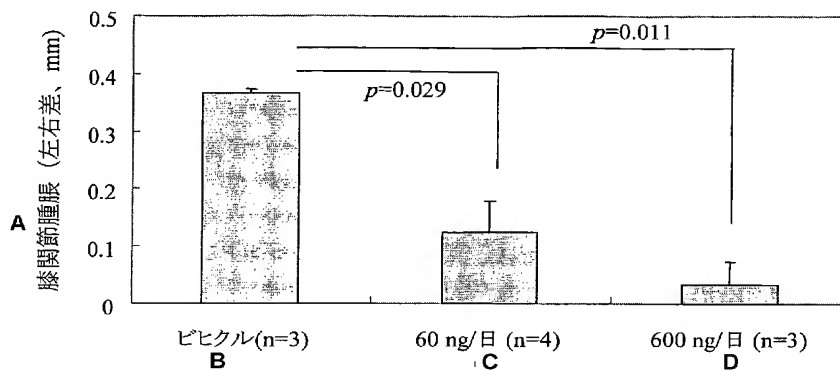 0.5
p=0.011
0.4
p=0.029
0.3
0.2
0.1
0
A
膝関節腫脹 (左右差、mm)
ビヒクル(n=3)
60 ng/日 (n=4)
600 ng/日 (n=3)
B
C
D